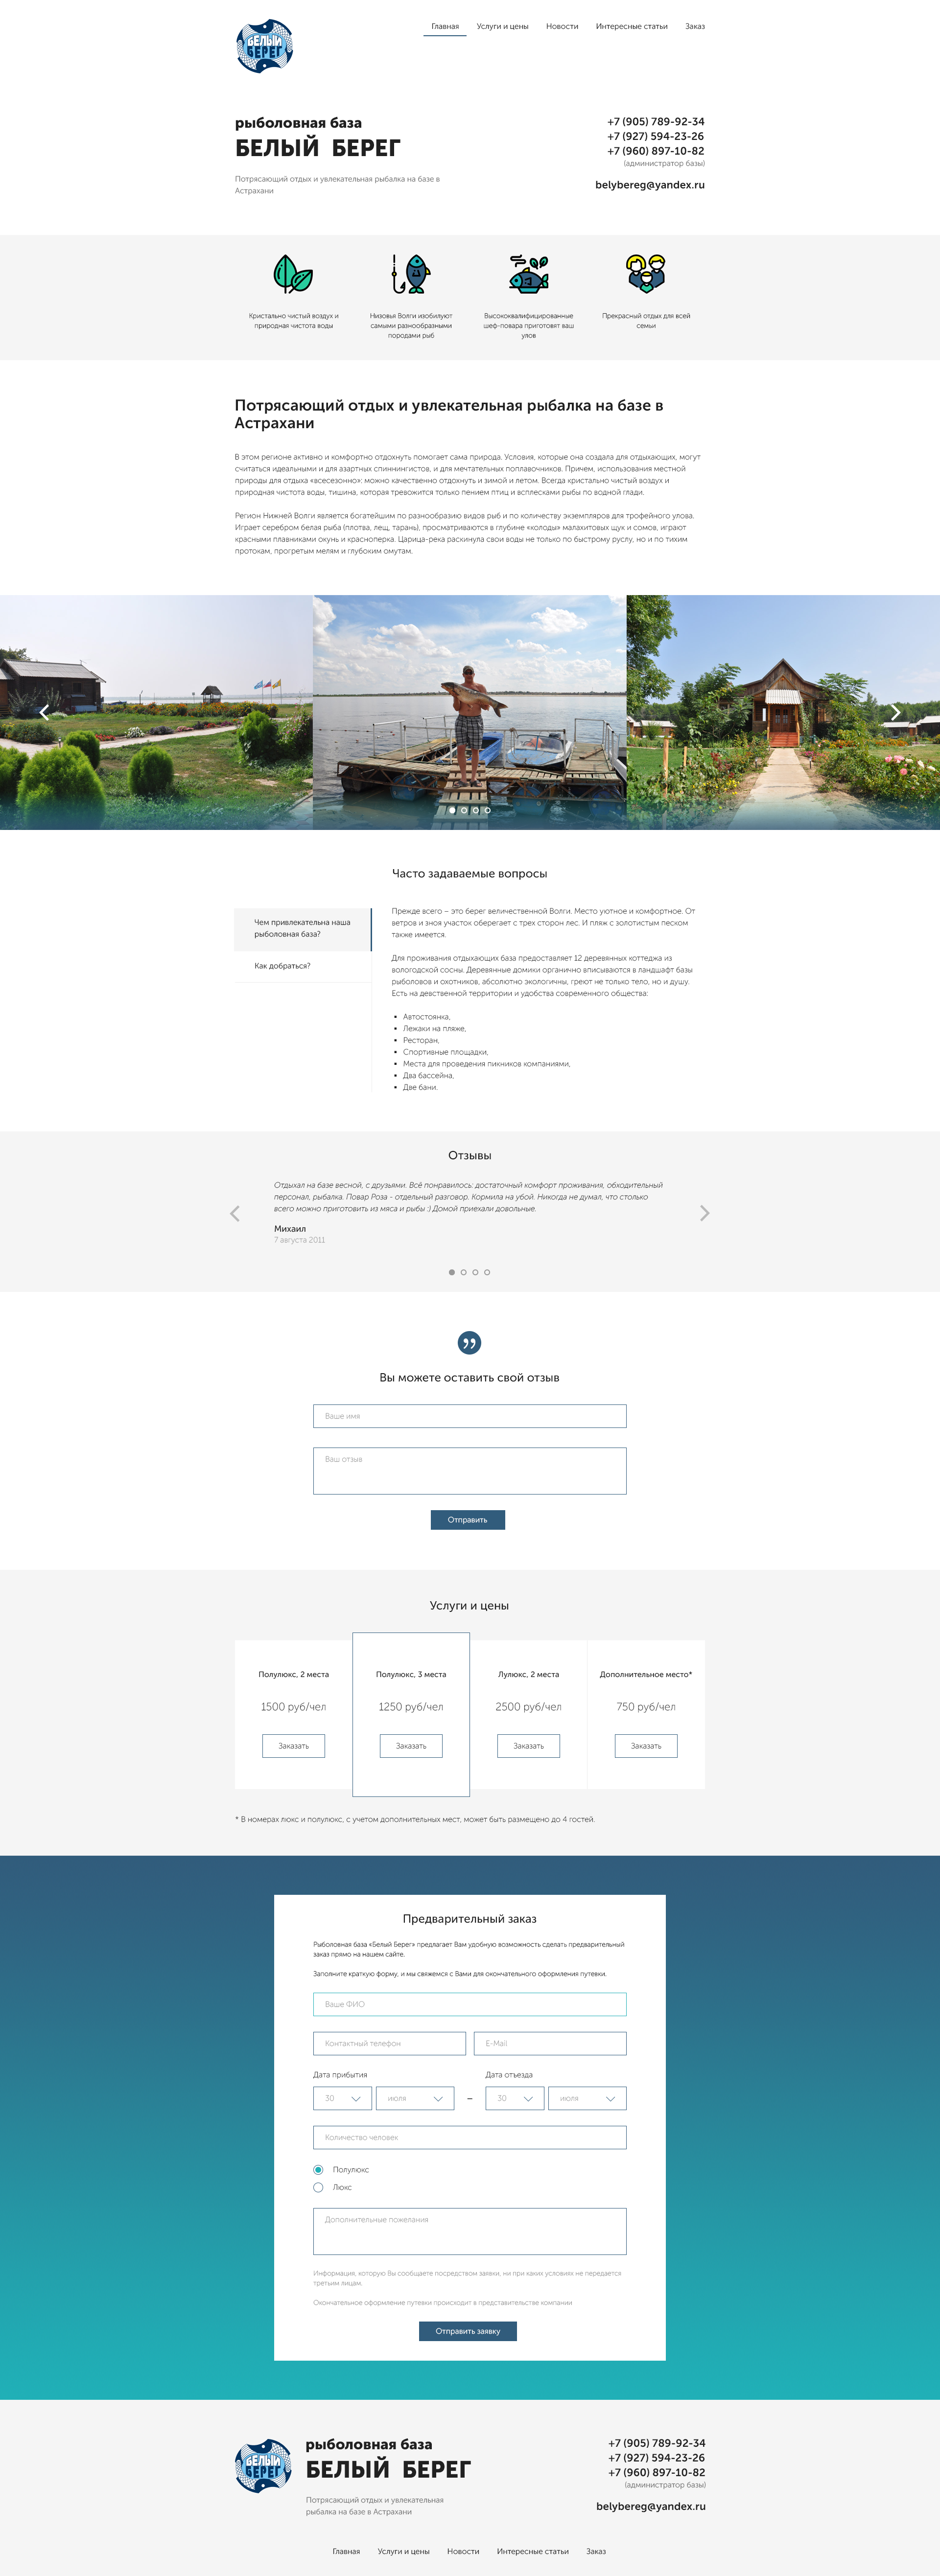 БЕЛЫЙ
БЕРЕГ
Главная
Услуги и цены
Новости
Интересные статьи
Заказ
рыболовная база
БЕЛЫЙ БЕРЕГ
Потрясающий отдых и увлекательная рыбалка на базе в
Астрахани
+7 (905) 789-92-34
+7 (927) 594-23-26
+7 (960) 897-10-82
(администратор базы)
belybereg@yandex.ru
Кристально чистый воздух и
природная чистота воды
Низовья Волги изобилуют
самыми разнообразными
породами рыб
Высококвалифицированные
шеф-повара приготовят ваш
улов
Прекрасный отдых для всей
семьи
Потрясающий отдых и увлекательная рыбалка на базе в
Астрахани
В этом регионе активно и комфортно отдохнуть помогает сама природа. Условия, которые она создала для отдыхающих, могут
считаться идеальными и для азартных спиннингистов, и для мечтательных поплавочников. Причем, использования местной
природы для отдыха «всесезонно»: можно качественно отдохнуть и зимой и летом. Всегда кристально чистый воздух и
природная чистота воды, тишина, которая тревожится только пением птиц и всплесками рыбы по водной глади.
Регион Нижней Волги является богатейшим по разнообразию видов рыб и по количеству экземпляров для трофейного улова.
Играет серебром белая рыба (плотва, лещ, тарань), просматриваются в глубине «колоды» малахитовых щук и сомов, играют
красными плавниками окунь и красноперка. Царица-река раскинула свои воды не только по быстрому руслу, но и по тихим
протокам, прогретым мелям и глубоким омутам.
Часто задаваемые вопросы
Чем привлекательна наша
рыболовная база?
Как добраться?
Прежде всего – это берег величественной Волги. Место уютное и комфортное. От
ветров и зноя участок оберегает с трех сторон лес. И пляж с золотистым песком
также имеется.
Для проживания отдыхающих база предоставляет 12 деревянных коттеджа из
вологодской сосны. Деревянные домики органично вписываются в ландшафт базы
рыболовов и охотников, абсолютно экологичны, греют не только тело, но и душу.
Есть на девственной территории и удобства современного общества:
• Автостоянка,
• Лежаки на пляже,
• Ресторан,
• Спортивные площадки,
• Места для проведения пикников компаниями,
• Два бассейна,
• Две бани.
Отзывы
Отдыхал на базе весной, с друзьями. Всё понравилось: достаточный комфорт проживания, обходительный
персонал, рыбалка. Повар Роза - отдельный разговор. Кормила на убой. Никогда не думал, что столько
всего можно приготовить из мяса и рыбы :) Домой приехали довольные.
Михаил
7 августа 2011
Вы можете оставить свой отзыв
Ваше имя
Ваш отзыв
Отправить
Услуги и цены
Полулюкс, 2 места
1500 руб/чел
Заказать
Полулюкс, 3 места
1250 руб/чел
Заказать
Лулюкс, 2 места
2500 руб/чел
Заказать
Дополнительное место*
750 руб/чел
Заказать
* В номерах люкс и полулюкс, с учетом дополнительных мест, может быть размещено до 4 гостей.
Предварительный заказ
Рыболовная база «Белый Берег» предлагает Вам удобную возможность сделать предварительный
заказ прямо на нашем сайте.
Заполните краткую форму, и мы свяжемся с Вами для окончательного оформления путевки.
Ваше ФИО
Контактный телефон
E-Mail
Дата прибытия
Дата отъезда
30
июля
–
30
июля
Количество человек
Полулюкс
Люкс
Дополнительные пожелания
Информация, которую Вы сообщаете посредством заявки, ни при каких условиях не передается
третьим лицам.
Окончательное оформление путевки происходит в представительстве компании
Отправить заявку
БЕЛЫЙ
БЕРЕГ
рыболовная база
БЕЛЫЙ БЕРЕГ
Потрясающий отдых и увлекательная
рыбалка на базе в Астрахани
+7 (905) 789-92-34
+7 (927) 594-23-26
+7 (960) 897-10-82
(администратор базы)
belybereg@yandex.ru
Главная
Услуги и цены
Новости
Интересные статьи
Заказ